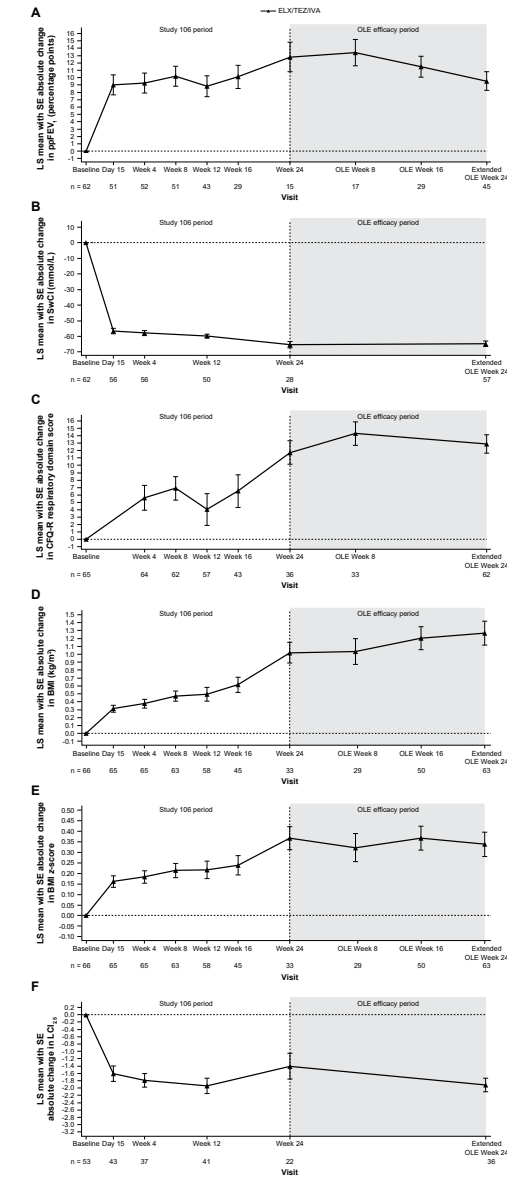 A
ELX/TEZ/IVA
Study 106 period
OLE efficacy period
LS mean with SE absolute change
in ppFEV₁ (percentage points)
16
15
14
13
12
11
10
9
8
7
6
5
4
3
2
1
0
-1
Baseline Day 15 Week 4 Week 8 Week 12 Week 16 Week 24 OLE Week 8 OLE Week 16 Extended
OLE Week 24
n = 62 51 52 51 43 29 15 17 29 45
Visit
B
Study 106 period
OLE efficacy period
LS mean with SE absolute change
in SwCl (mmol/L)
10
0
-10
-20
-30
-40
-50
-60
-70
Baseline Day 15 Week 4 Week 12 Week 24 Extended
OLE Week 24
n = 62 56 56 50 28 57
Visit
C
Study 106 period
OLE efficacy period
LS mean with SE absolute change
in CFQ-R respiratory domain score
16
15
14
13
12
11
10
9
8
7
6
5
4
3
2
1
0
-1
Baseline Week 4 Week 8 Week 12 Week 16 Week 24 OLE Week 8 Extended
OLE Week 24
n = 65 64 62 57 43 36 33 62
Visit
D
Study 106 period
OLE efficacy period
LS mean with SE absolute change
in BMI (kg/m²)
1.5
1.4
1.3
1.2
1.1
1.0
0.9
0.8
0.7
0.6
0.5
0.4
0.3
0.2
0.1
0.0
-0.1
Baseline Day 15 Week 4 Week 8 Week 12 Week 16 Week 24 OLE Week 8 OLE Week 16 Extended
OLE Week 24
n = 66 65 65 63 58 45 33 29 50 63
Visit
E
Study 106 period
OLE efficacy period
LS mean with SE absolute change
in BMI z-score
0.50
0.45
0.40
0.35
0.30
0.25
0.20
0.15
0.10
0.05
0.00
-0.05
-0.10
Baseline Day 15 Week 4 Week 8 Week 12 Week 16 Week 24 OLE Week 8 OLE Week 16 Extended
OLE Week 24
n = 66 65 65 63 58 45 33 29 50 63
Visit
F
Study 106 period
OLE efficacy period
LS mean with SE
absolute change in LCI₂.₅
0.2
0.0
-0.2
-0.4
-0.6
-0.8
-1.0
-1.2
-1.4
-1.6
-1.8
-2.0
-2.2
-2.4
-2.6
-2.8
-3.0
-3.2
Baseline Day 15 Week 4 Week 12 Week 24 Extended
OLE Week 24
n = 53 43 37 41 22 36
Visit